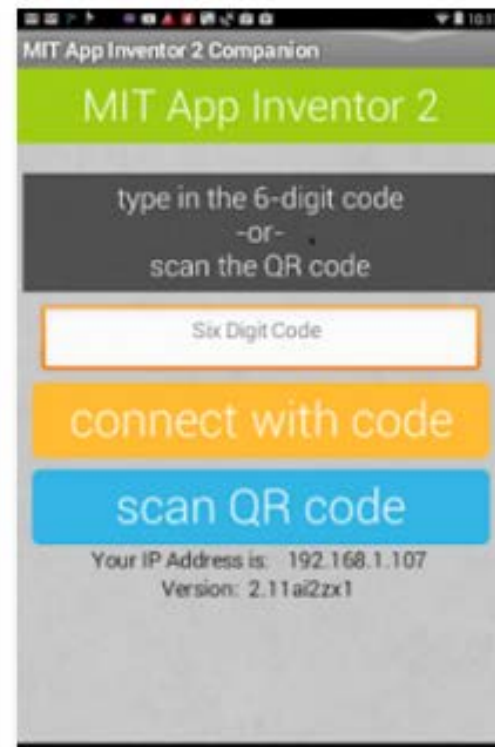 MIT App Inventor 2 Companion
MIT App Inventor 2
type in the 6-digit code
-or-
scan the QR code
Six Digit Code
connect with code
scan QR code
Your IP Address is: 192.168.1.107
Version: 2.11ai2zx1